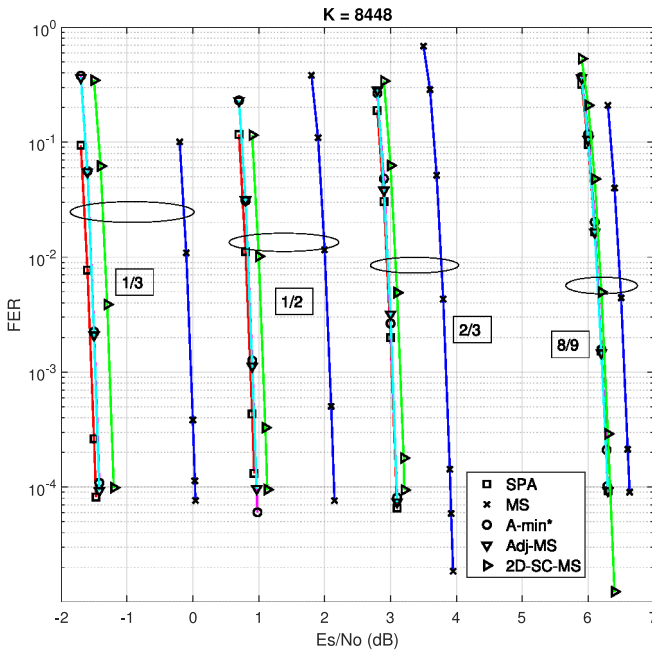 K = 8448
FER
10^0
10^-1
10^-2
10^-3
10^-4
1/3
1/2
2/3
8/9
SPA
MS
A-min*
Adj-MS
2D-SC-MS
-2 -1 0 1 2 3 4 5 6 7
Es/No (dB)